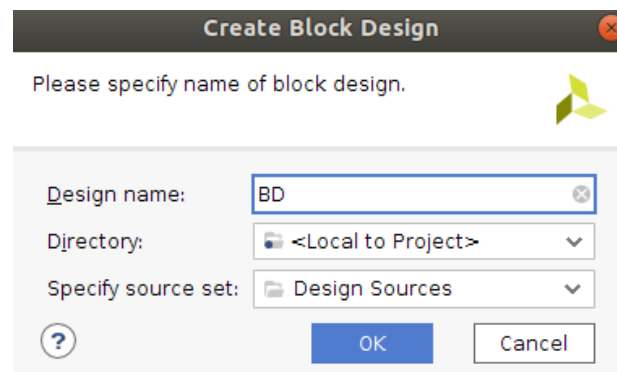 Create Block Design
Please specify name of block design.
Design name: BD
Directory: <Local to Project>
Specify source set: Design Sources
? OK Cancel